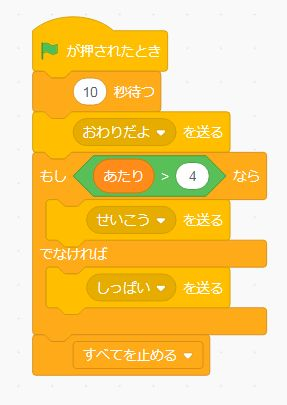 が押されたとき
10 秒待つ
おわりだよ を送る
もし あたり > 4 なら
せいこう を送る
でなければ
しっぱい を送る
すべてを止める